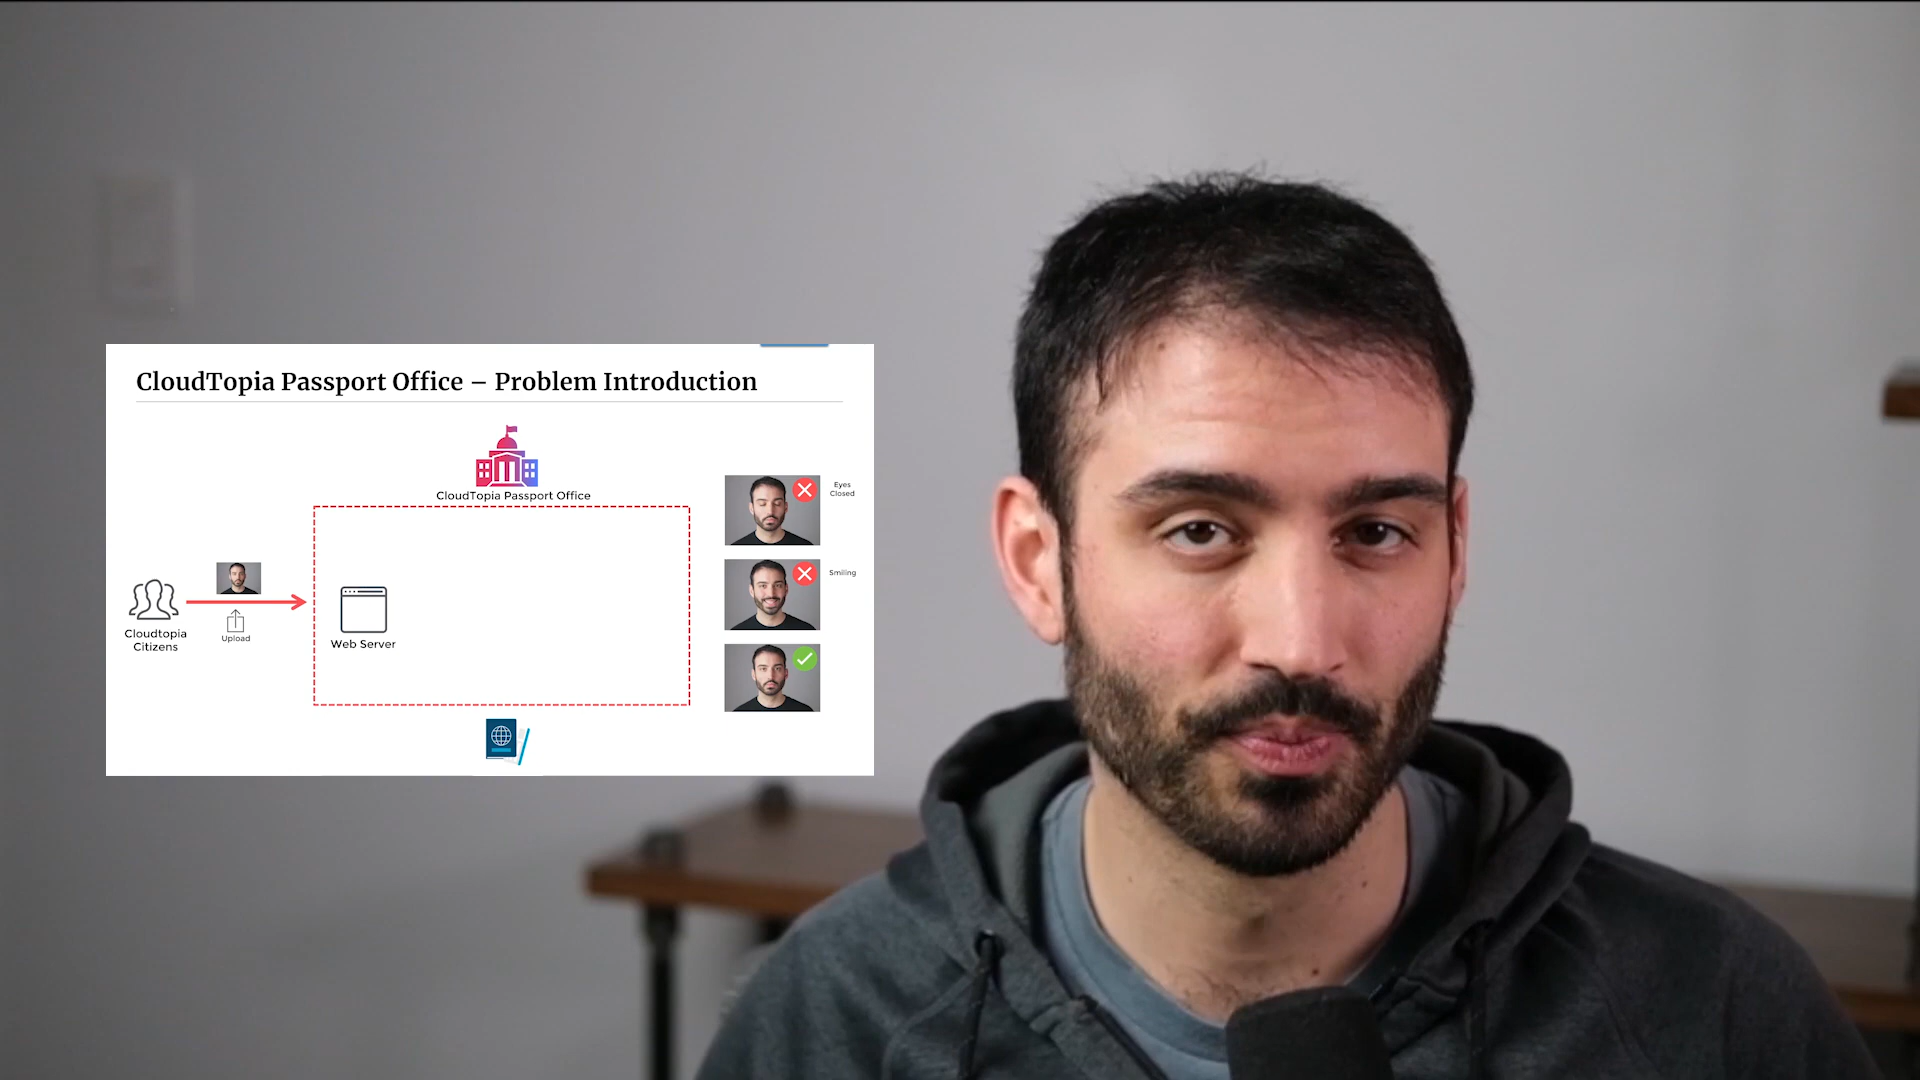 CloudTopia Passport Office – Problem Introduction
CloudTopia Passport Office
Eyes
Closed
Smiling
Upload
Cloudtopia
Citizens
Web Server